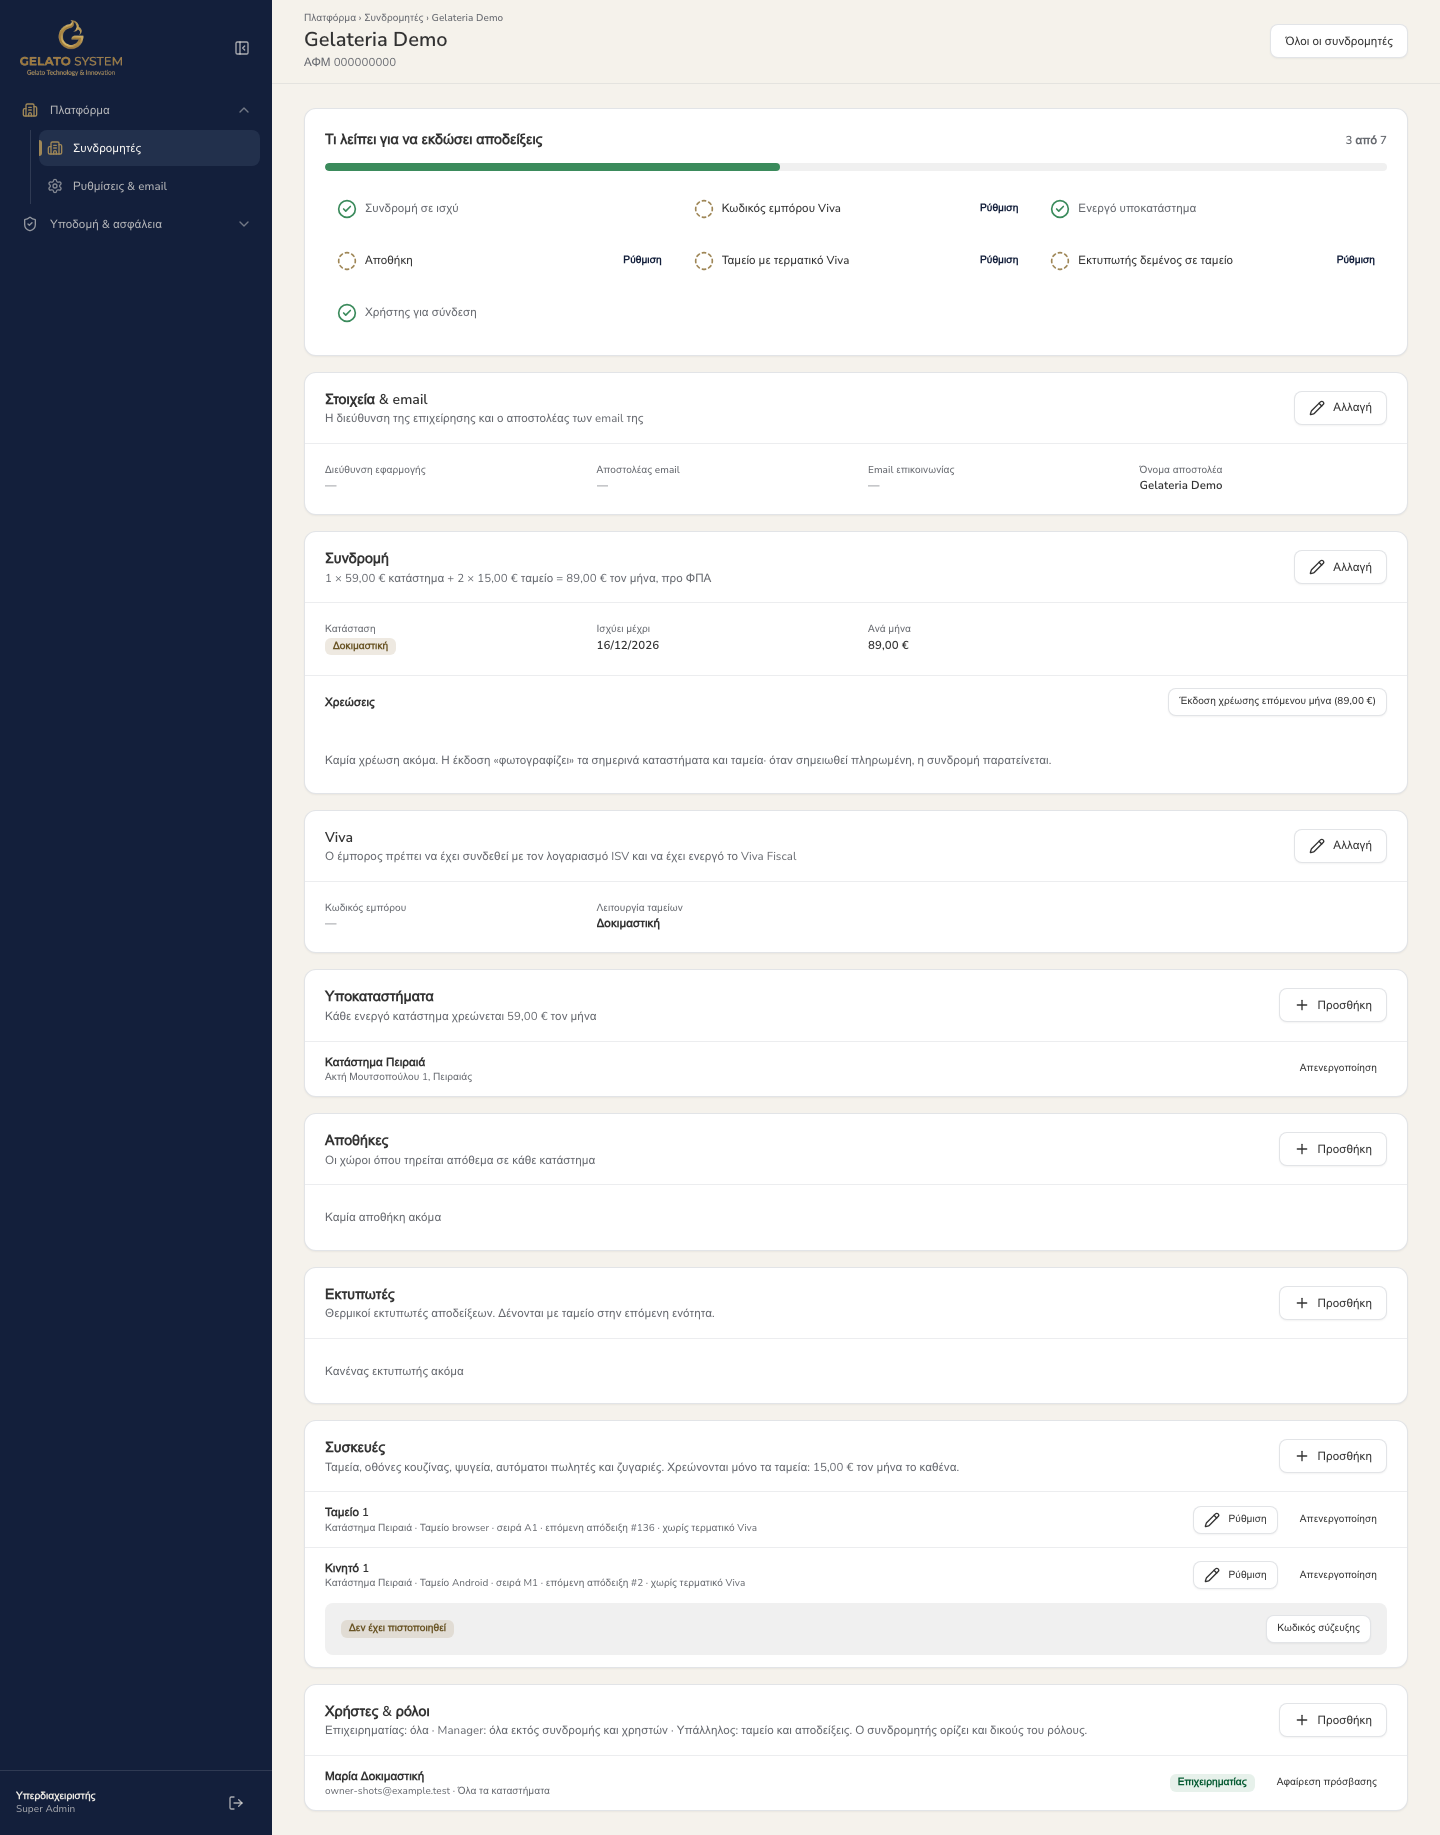 GELATO SYSTEM
Gelato Technology & Innovation
Πλατφόρμα
Συνδρομητές
Ρυθμίσεις & email
Υποδομή & ασφάλεια
Υπερδιαχειριστής
Super Admin
Πλατφόρμα › Συνδρομητές › Gelateria Demo
Gelateria Demo
ΑΦΜ 000000000
Όλοι οι συνδρομητές
Τι λείπει για να εκδώσει αποδείξεις
3 από 7
Συνδρομή σε ισχύ
Κωδικός εμπόρου Viva
Ρύθμιση
Ενεργό υποκατάστημα
Αποθήκη
Ρύθμιση
Ταμείο με τερματικό Viva
Ρύθμιση
Εκτυπωτής δεμένος σε ταμείο
Ρύθμιση
Χρήστης για σύνδεση
Στοιχεία & email
Η διεύθυνση της επιχείρησης και ο αποστολέας των email της
Αλλαγή
Διεύθυνση εφαρμογής
—
Αποστολέας email
—
Email επικοινωνίας
—
Όνομα αποστολέα
Gelateria Demo
Συνδρομή
1 × 59,00 € κατάστημα + 2 × 15,00 € ταμείο = 89,00 € τον μήνα, προ ΦΠΑ
Αλλαγή
Κατάσταση
Δοκιμαστική
Ισχύει μέχρι
16/12/2026
Ανά μήνα
89,00 €
Χρεώσεις
Έκδοση χρέωσης επόμενου μήνα (89,00 €)
Καμία χρέωση ακόμα. Η έκδοση «φωτογραφίζει» τα σημερινά καταστήματα και ταμεία· όταν σημειωθεί πληρωμένη, η συνδρομή παρατείνεται.
Viva
Ο έμπορος πρέπει να έχει συνδεθεί με τον λογαριασμό ISV και να έχει ενεργό το Viva Fiscal
Αλλαγή
Κωδικός εμπόρου
—
Λειτουργία ταμείων
Δοκιμαστική
Υποκαταστήματα
Κάθε ενεργό κατάστημα χρεώνεται 59,00 € τον μήνα
Προσθήκη
Κατάστημα Πειραιά
Ακτή Μουτσοπούλου 1, Πειραιάς
Απενεργοποίηση
Αποθήκες
Οι χώροι όπου τηρείται απόθεμα σε κάθε κατάστημα
Προσθήκη
Καμία αποθήκη ακόμα
Εκτυπωτές
Θερμικοί εκτυπωτές αποδείξεων. Δένονται με ταμείο στην επόμενη ενότητα.
Προσθήκη
Κανένας εκτυπωτής ακόμα
Συσκευές
Ταμεία, οθόνες κουζίνας, ψυγεία, αυτόματοι πωλητές και ζυγαριές. Χρεώνονται μόνο τα ταμεία: 15,00 € τον μήνα το καθένα.
Προσθήκη
Ταμείο 1
Κατάστημα Πειραιά · Ταμείο browser · σειρά A1 · επόμενη απόδειξη #136 · χωρίς τερματικό Viva
Ρύθμιση
Απενεργοποίηση
Κινητό 1
Κατάστημα Πειραιά · Ταμείο Android · σειρά M1 · επόμενη απόδειξη #2 · χωρίς τερματικό Viva
Ρύθμιση
Απενεργοποίηση
Δεν έχει πιστοποιηθεί
Κωδικός σύζευξης
Χρήστες & ρόλοι
Επιχειρηματίας: όλα · Manager: όλα εκτός συνδρομής και χρηστών · Υπάλληλος: ταμείο και αποδείξεις. Ο συνδρομητής ορίζει και δικούς του ρόλους.
Προσθήκη
Μαρία Δοκιμαστική
owner-shots@example.test · Όλα τα καταστήματα
Επιχειρηματίας
Αφαίρεση πρόσβασης